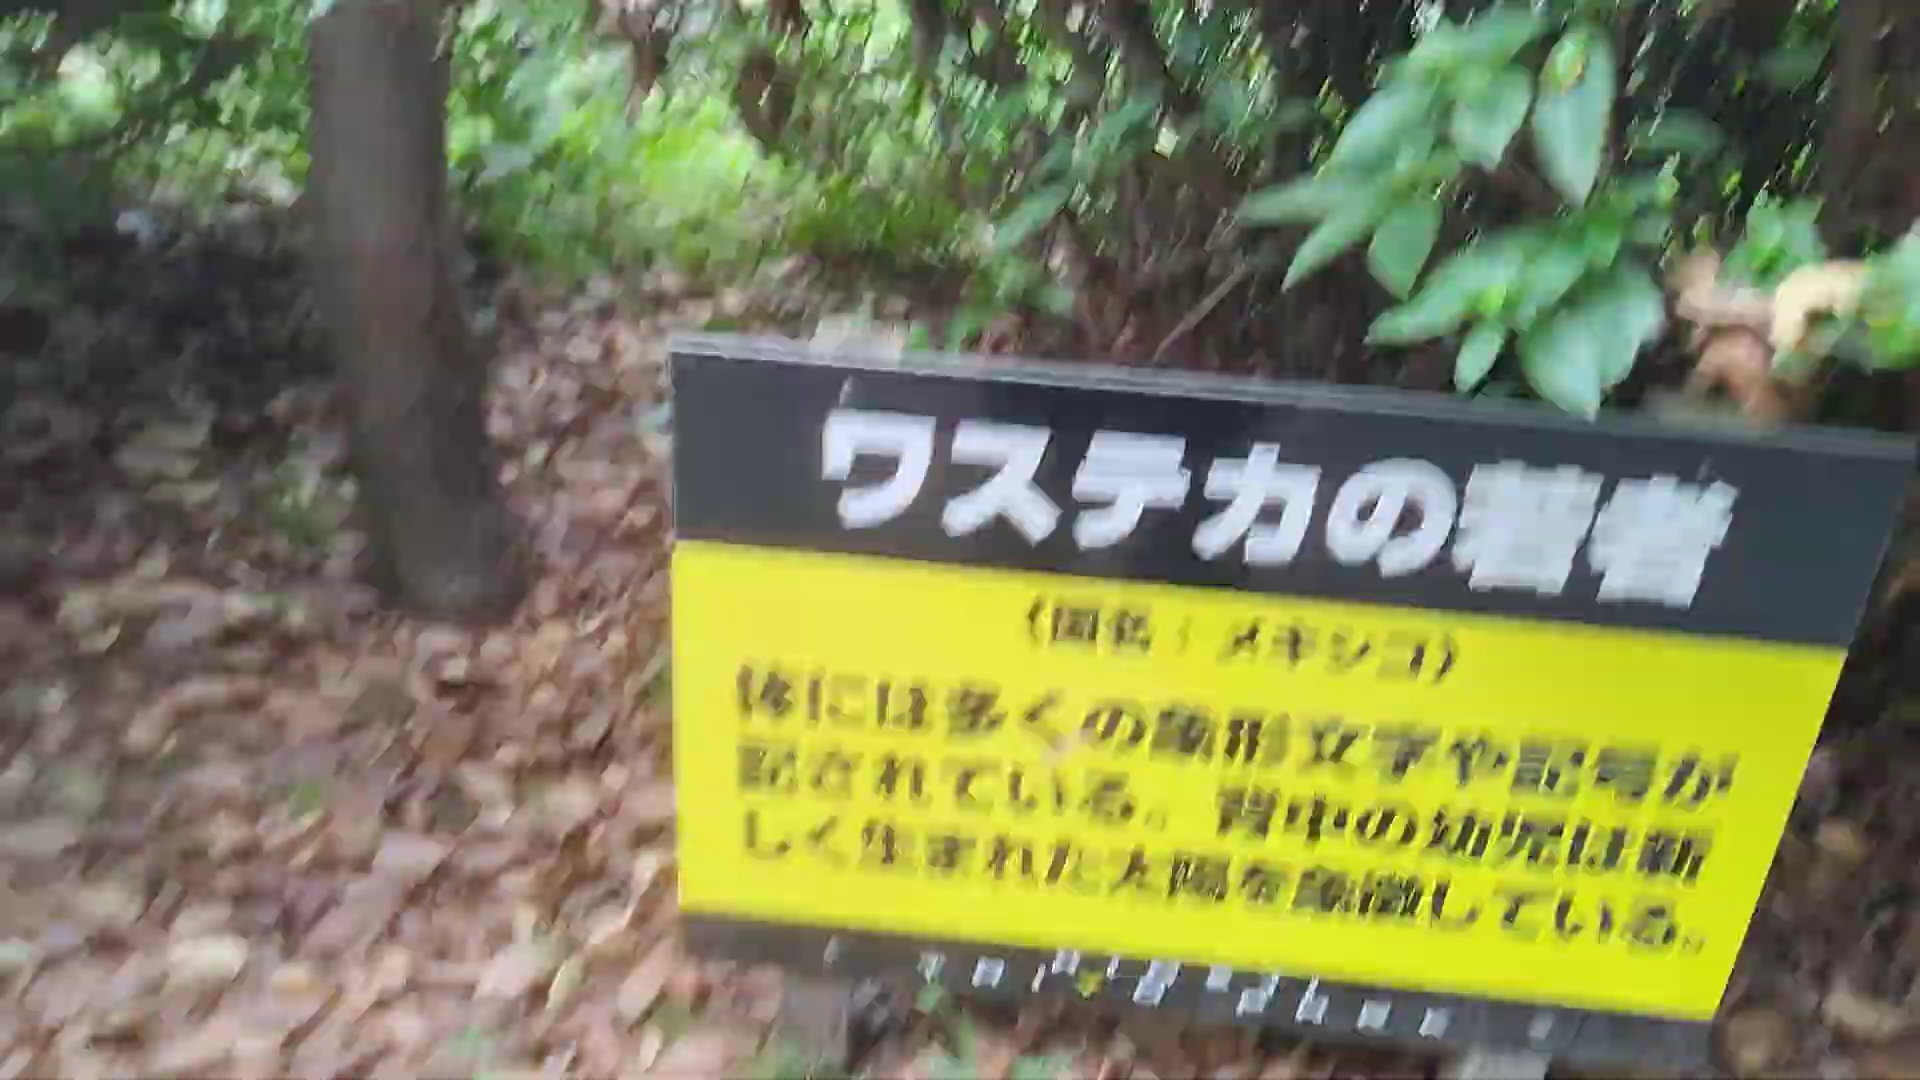 ワステカの若者
(国名：メキシコ)
体には多くの象形文字や記号が
記されている。背中の幼児は新
しく生まれた太陽を象徴している。